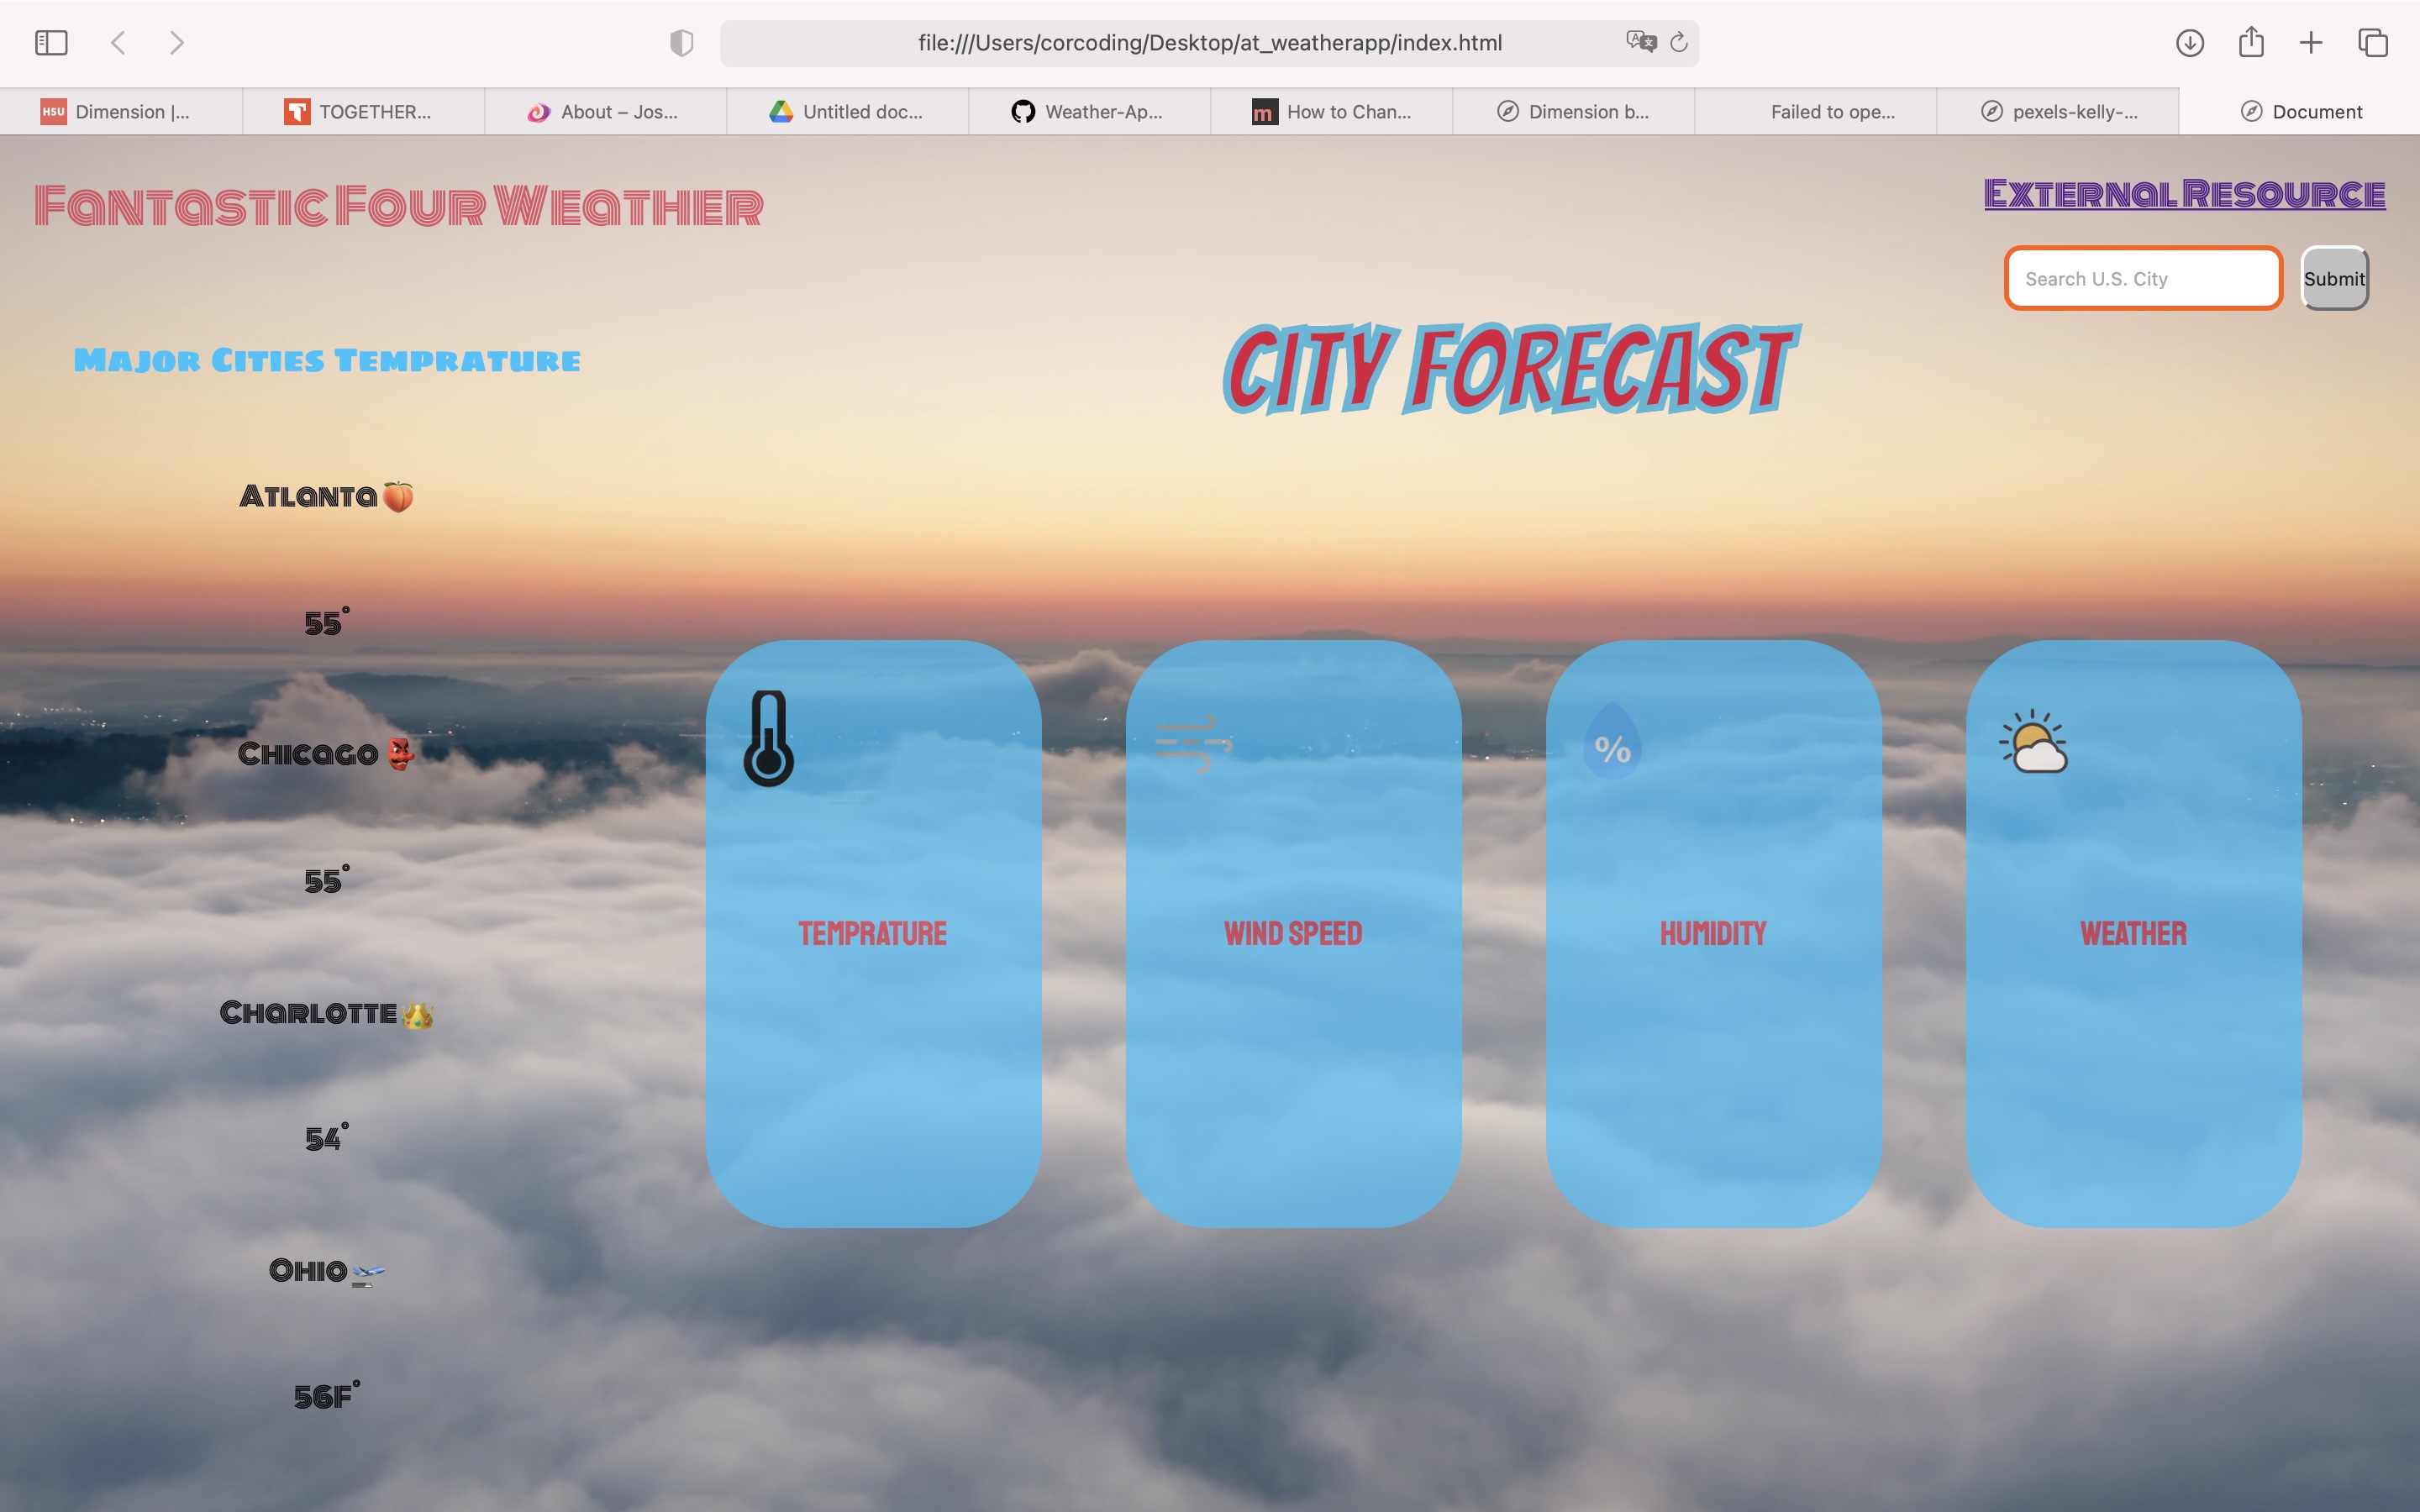 file:///Users/corcoding/Desktop/at_weatherapp/index.html
HSU Dimension |... TOGETHER... About – Jos... Untitled doc... Weather-Ap... m How to Chan... Dimension b... Failed to ope... pexels-kelly-... Document
Fantastic Four Weather
External Resource
Search U.S. City Submit
Major Cities Temprature
CITY FORECAST
Atlanta🍑
55°
Chicago 👺
55°
Charlotte👑
54°
Ohio🛫
56F°
%
TEMPRATURE
WIND SPEED
HUMIDITY
WEATHER